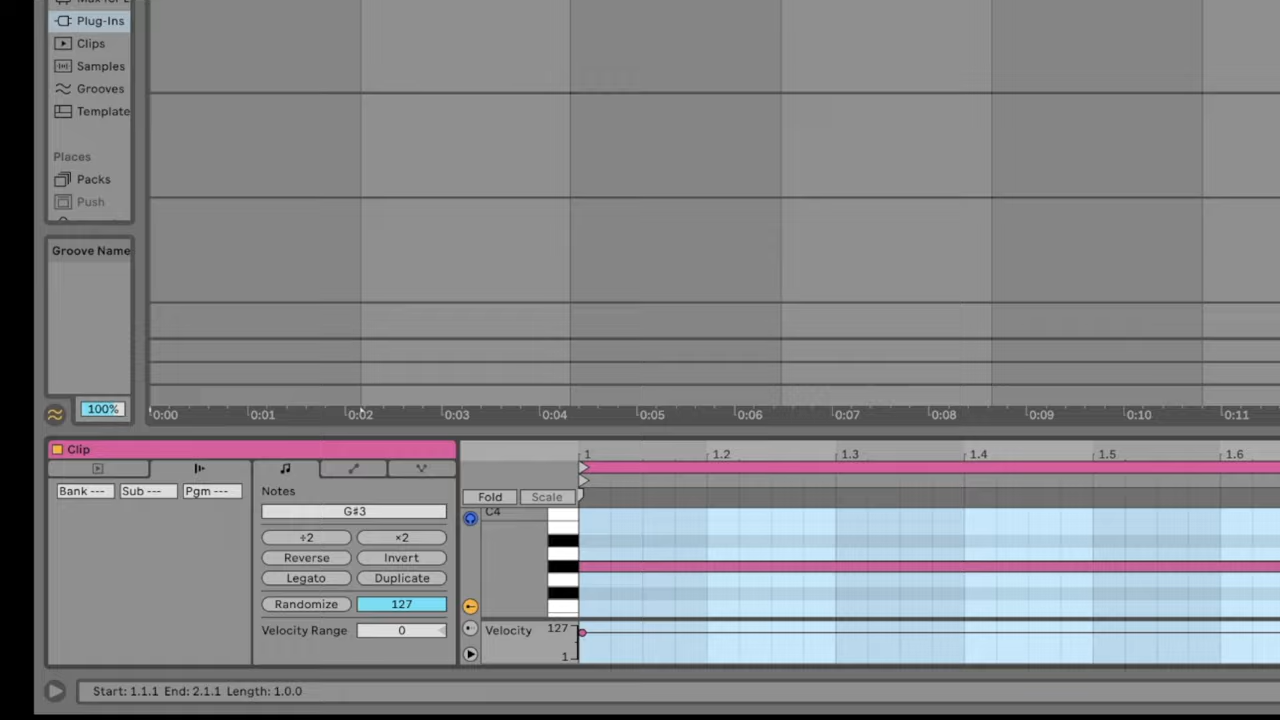 Plug-Ins
Clips
Samples
Grooves
Template
Places
Packs
Push
Groove Name
100%
0:00 0:01 0:02 0:03 0:04 0:05 0:06 0:07 0:08 0:09 0:10 0:11
Clip
1 1.2 1.3 1.4 1.5 1.6
Bank --- Sub --- Pgm ---
Notes
Fold Scale
G♯3
C4
÷2 ×2
Reverse Invert
Legato Duplicate
Randomize 127
Velocity Range 0
Velocity 127
1
Start: 1.1.1 End: 2.1.1 Length: 1.0.0